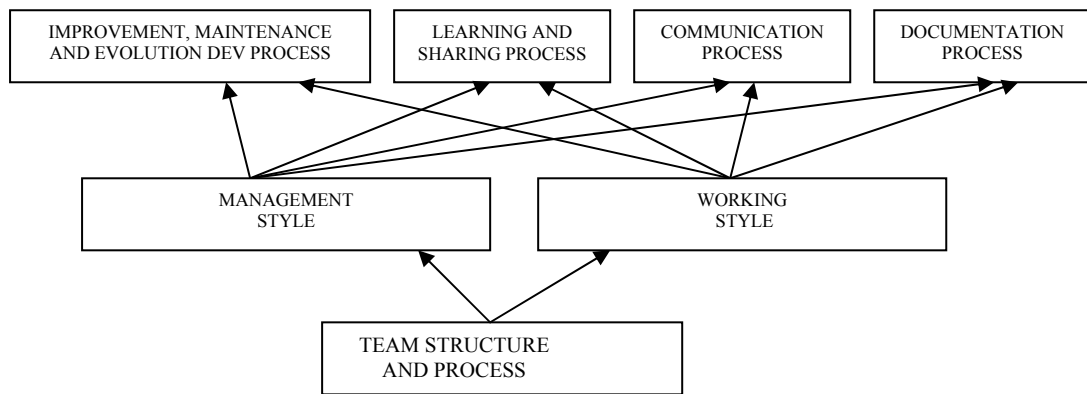 IMPROVEMENT, MAINTENANCE
AND EVOLUTION DEV PROCESS
LEARNING AND
SHARING PROCESS
COMMUNICATION
PROCESS
DOCUMENTATION
PROCESS
MANAGEMENT
STYLE
WORKING
STYLE
TEAM STRUCTURE
AND PROCESS